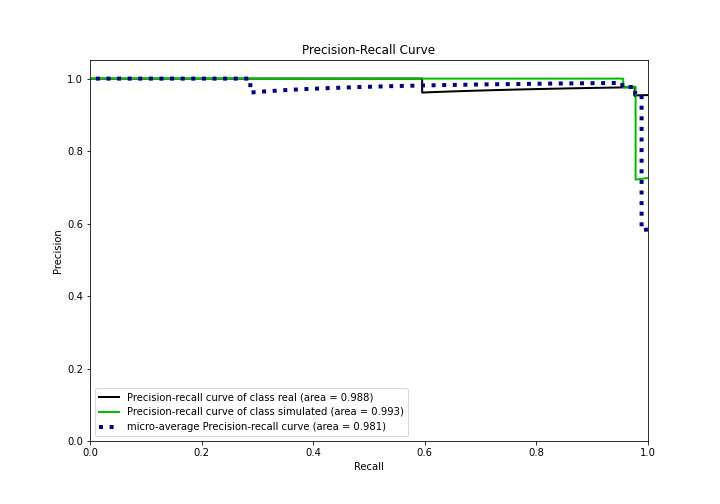 Precision-Recall Curve
1.0
0.8
0.6
0.4
0.2
0.0
Precision
Precision-recall curve of class real (area = 0.988)
Precision-recall curve of class simulated (area = 0.993)
micro-average Precision-recall curve (area = 0.981)
0.0 0.2 0.4 0.6 0.8 1.0
Recall